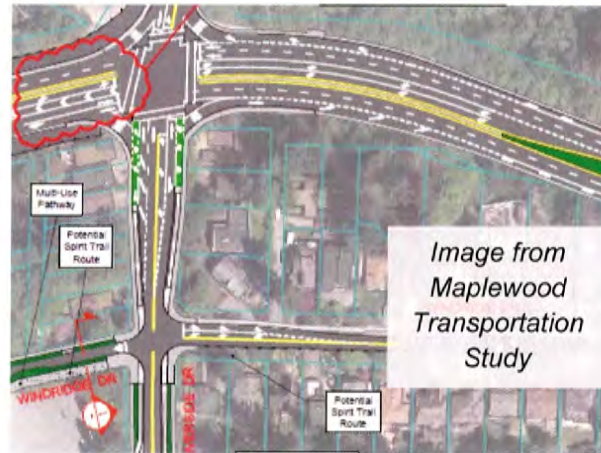 Multi-Use
Pathway
Potential
Spirit Trail
Route
Image from
Maplewood
Transportation
Study
WINDRIDGE DR
Potential
Spirit Trail
Route